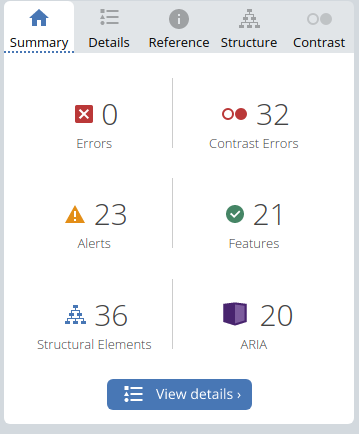 Summary Details Reference Structure Contrast
0 32
Errors Contrast Errors
23 21
Alerts Features
36 20
Structural Elements ARIA
View details ›